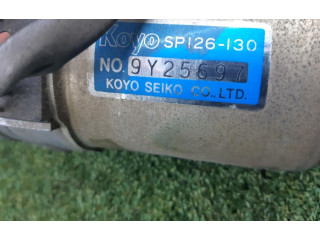 Koyo SP126-130
NO. 9Y25697
KOYO SEIKO CO., LTD.